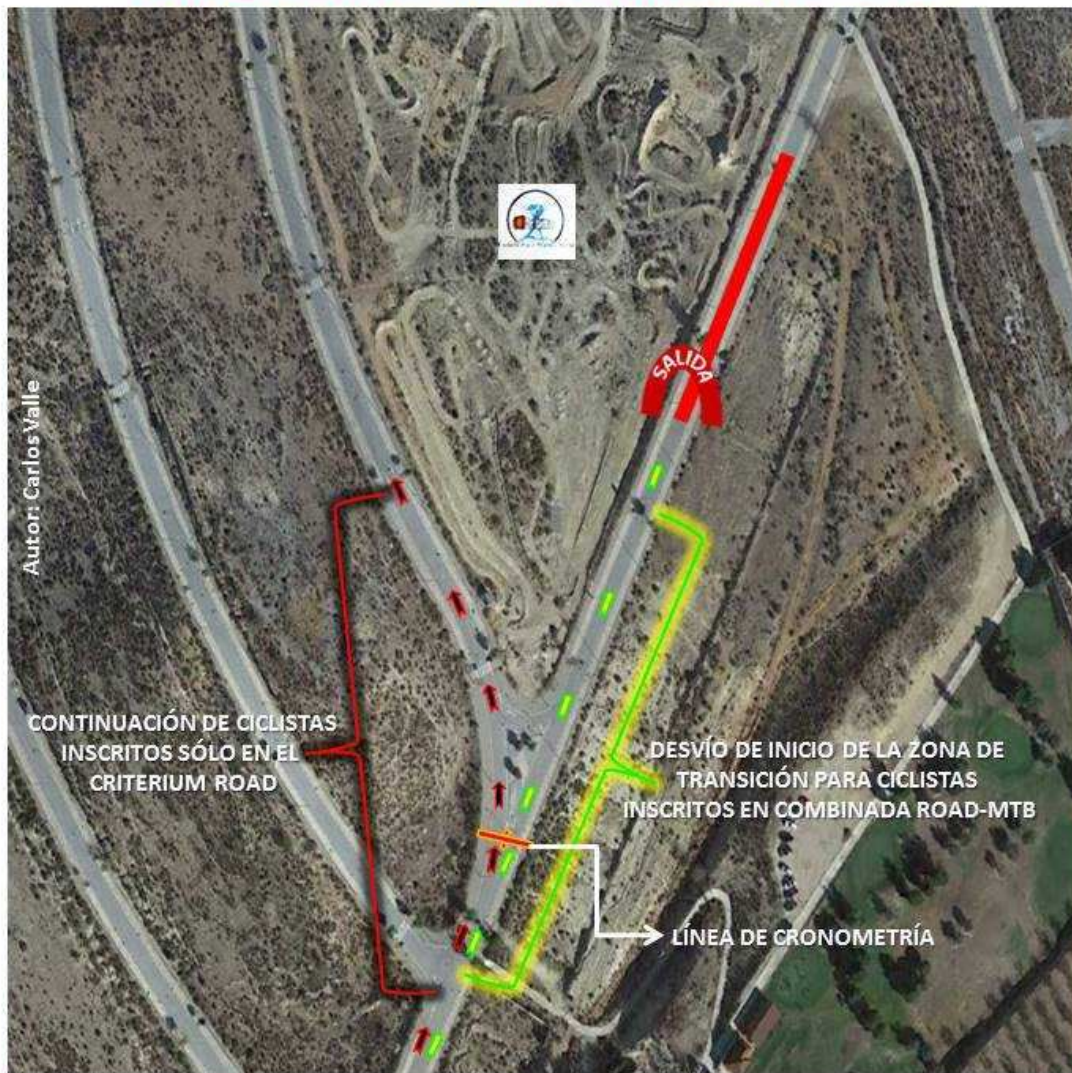 SALIDA
Autor: Carlos Valle
CONTINUACIÓN DE CICLISTAS
INSCRITOS SÓLO EN EL
CRITERIUM ROAD
DESVÍO DE INICIO DE LA ZONA DE
TRANSICIÓN PARA CICLISTAS
INSCRITOS EN COMBINADA ROAD-MTB
LÍNEA DE CRONOMETRÍA